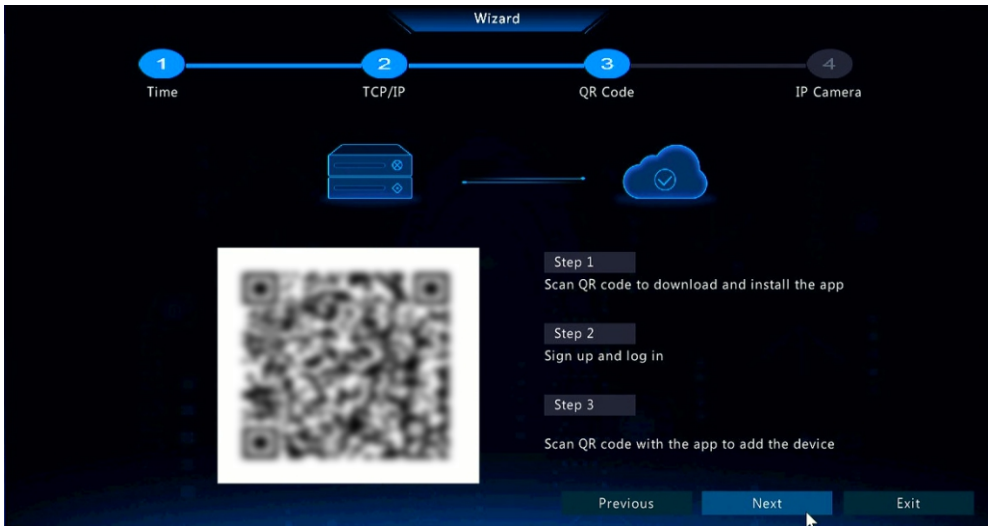 Wizard
1
2
3
4
Time
TCP/IP
QR Code
IP Camera
Step 1
Scan QR code to download and install the app
Step 2
Sign up and log in
Step 3
Scan QR code with the app to add the device
Previous
Next
Exit